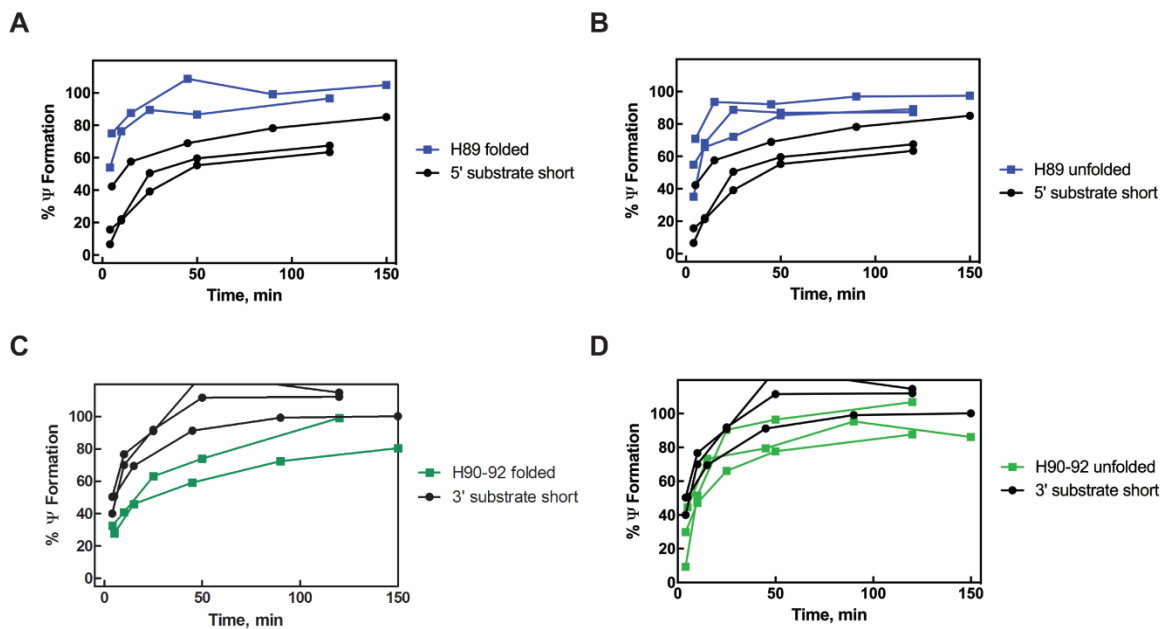 A
% Ψ Formation
100
80
60
40
20
0
0 50 100 150
Time, min
H89 folded
5' substrate short
B
% Ψ Formation
100
80
60
40
20
0
0 50 100 150
Time, min
H89 unfolded
5' substrate short
C
% Ψ Formation
100
80
60
40
20
0
0 50 100 150
Time, min
H90-92 folded
3' substrate short
D
% Ψ Formation
100
80
60
40
20
0
0 50 100 150
Time, min
H90-92 unfolded
3' substrate short